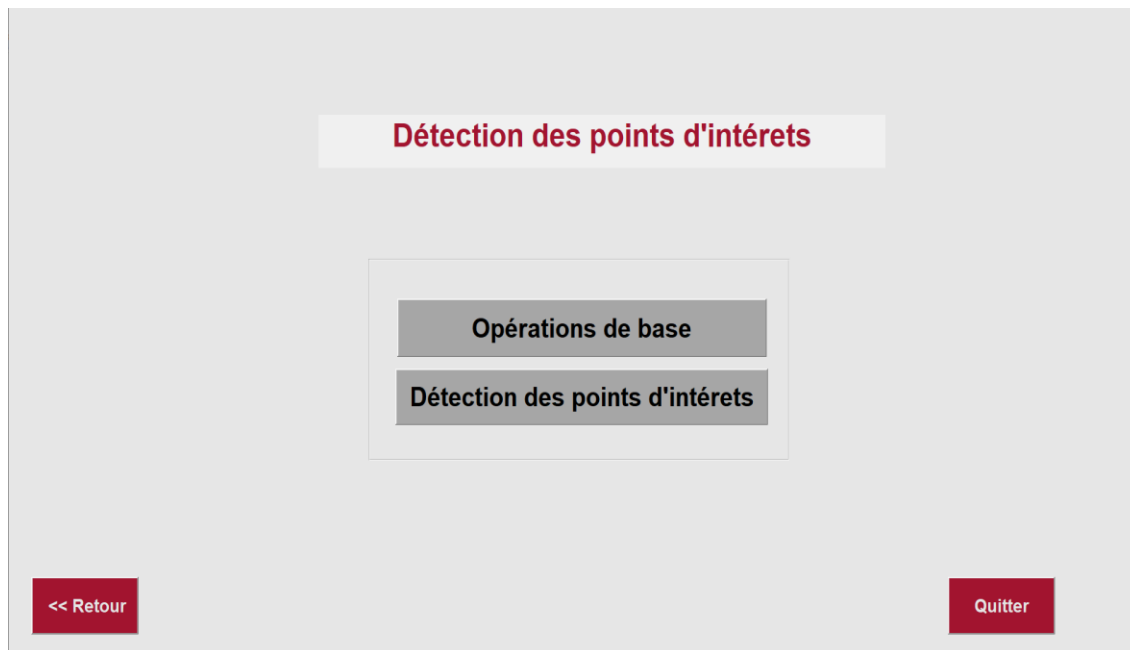 Détection des points d'intérets
Opérations de base
Détection des points d'intérets
<< Retour
Quitter